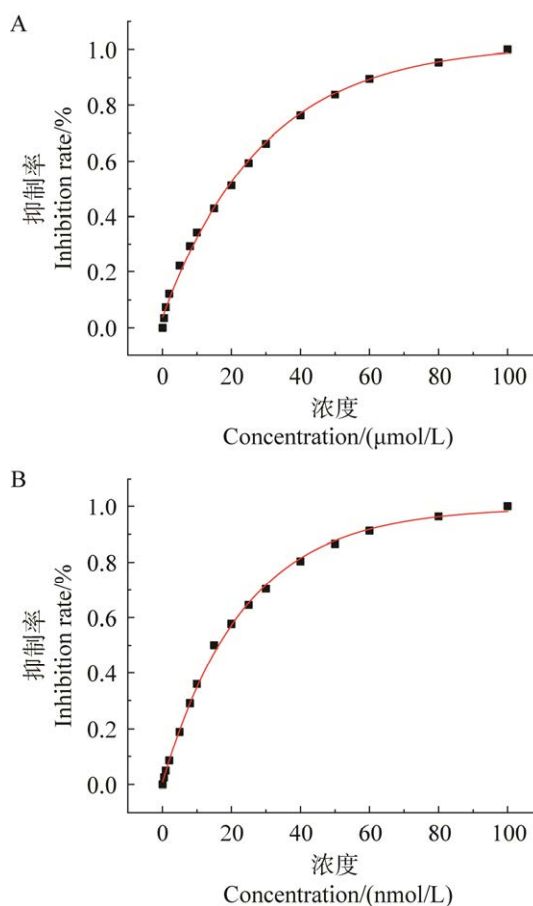 A
抑制率
Inhibition rate/%
1.0
0.8
0.6
0.4
0.2
0.0
0 20 40 60 80 100
浓度
Concentration/(μmol/L)
B
抑制率
Inhibition rate/%
1.0
0.8
0.6
0.4
0.2
0.0
0 20 40 60 80 100
浓度
Concentration/(nmol/L)